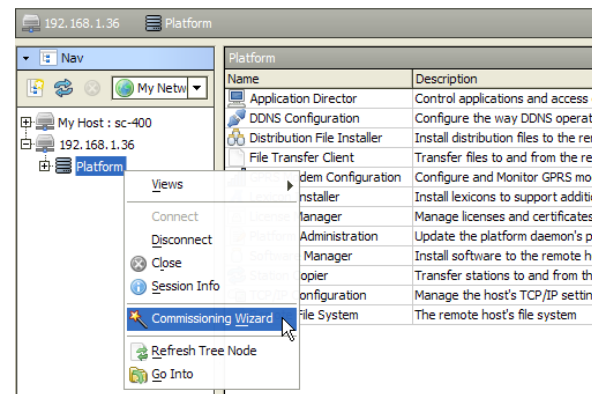 192.168.1.36 Platform
Nav
My Netw
My Host : sc-400
192.168.1.36
Platform
Platform
Name Description
Application Director Control applications and access
DDNS Configuration Configure the way DDNS operat
Distribution File Installer Install distribution files to the re
File Transfer Client Transfer files to and from the re
dem Configuration Configure and Monitor GPRS mo
nstaller Install lexicons to support additi
Manager Manage licenses and certificates
Administration Update the platform daemon's p
Manager Install software to the remote h
opier Transfer stations to and from th
onfiguration Manage the host's TCP/IP settin
File System The remote host's file system
Views
Connect
Disconnect
Close
Session Info
Commissioning Wizard
Refresh Tree Node
Go Into